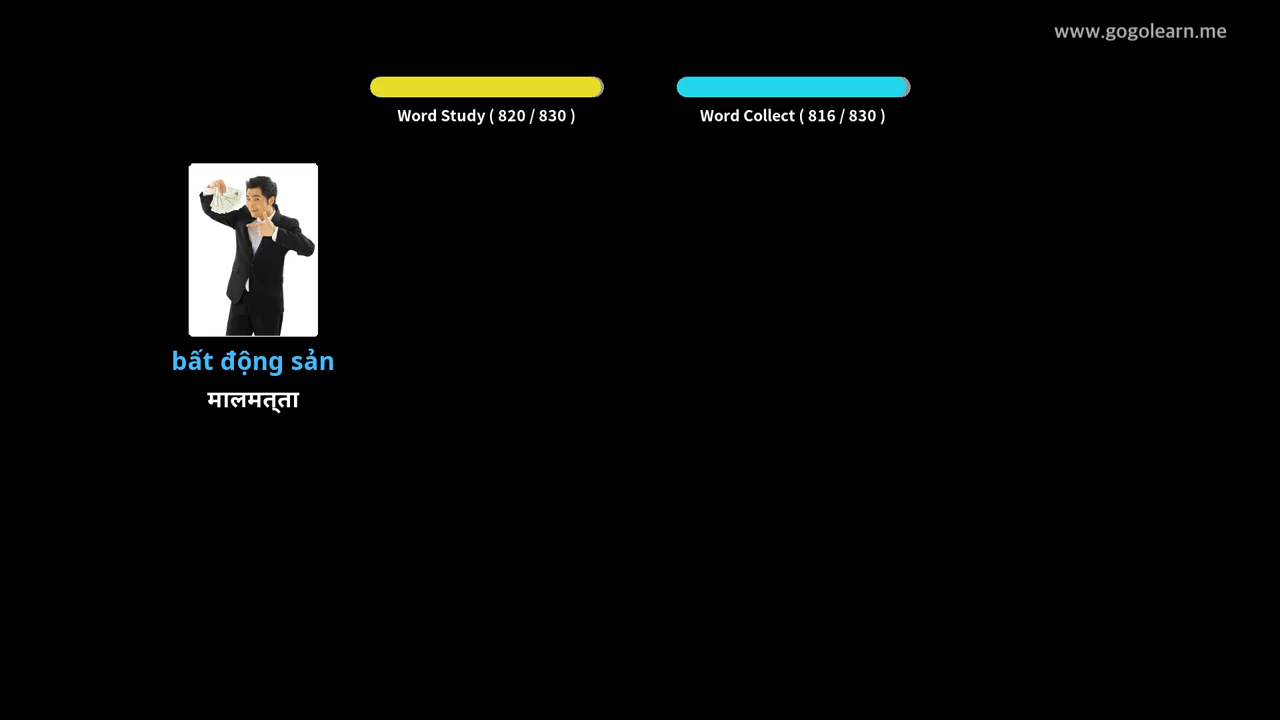 www.gogolearn.me
Word Study ( 820 / 830 )
Word Collect ( 816 / 830 )
bất động sản
मालमत्ता